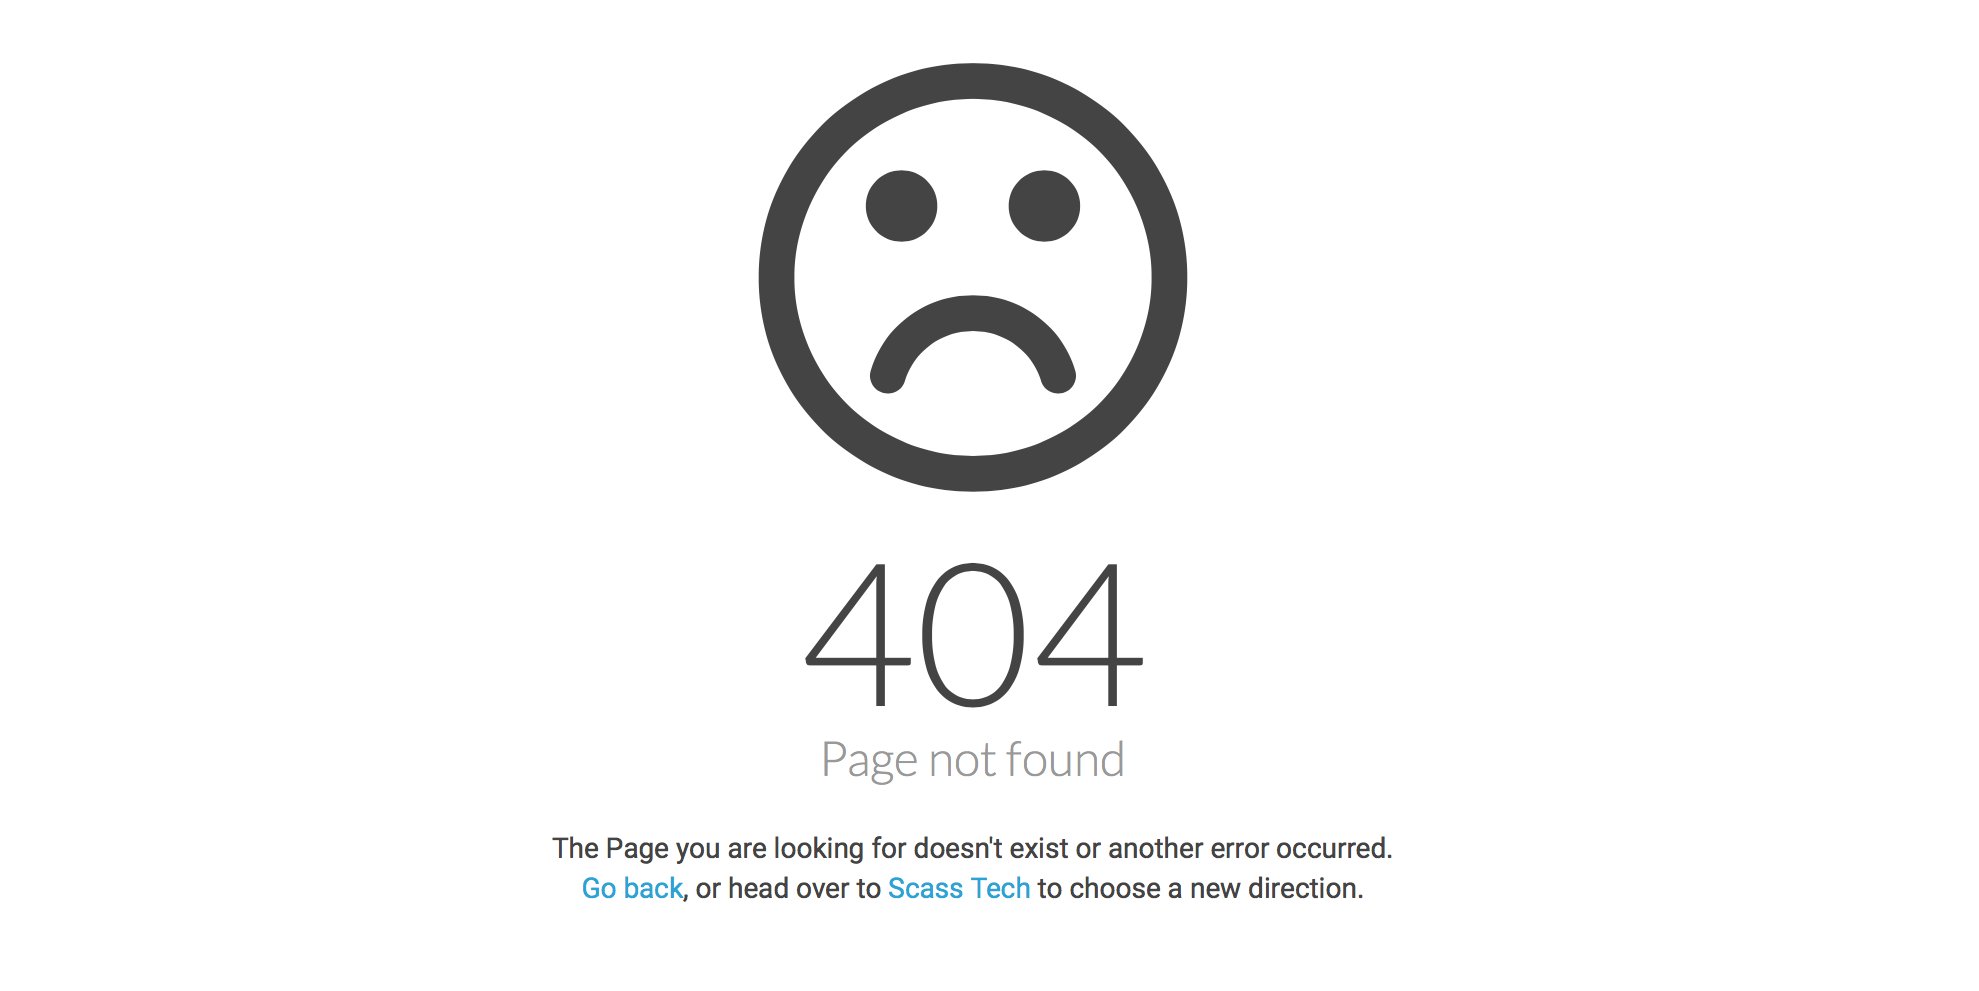 404
Page not found
The Page you are looking for doesn't exist or another error occurred.
Go back, or head over to Scass Tech to choose a new direction.